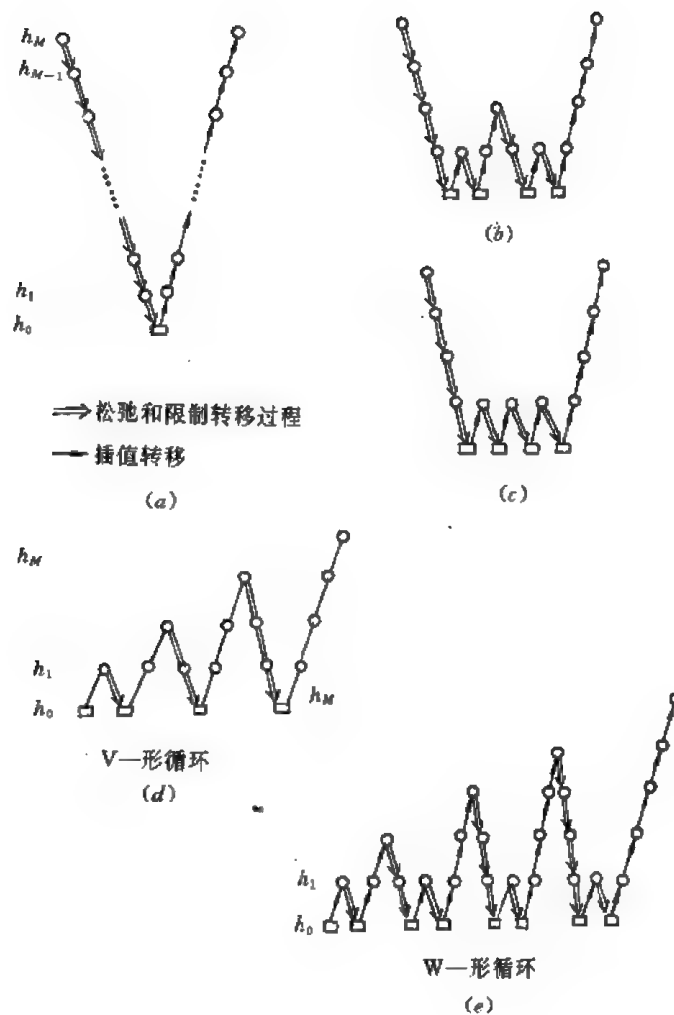 h_M
h_{M-1}
h_1
h_0
⇒松弛和限制转移过程
→插值转移
(a)
(b)
(c)
h_M
h_1
h_0
h_M
V—形循环
(d)
h_1
h_0
W—形循环
(e)